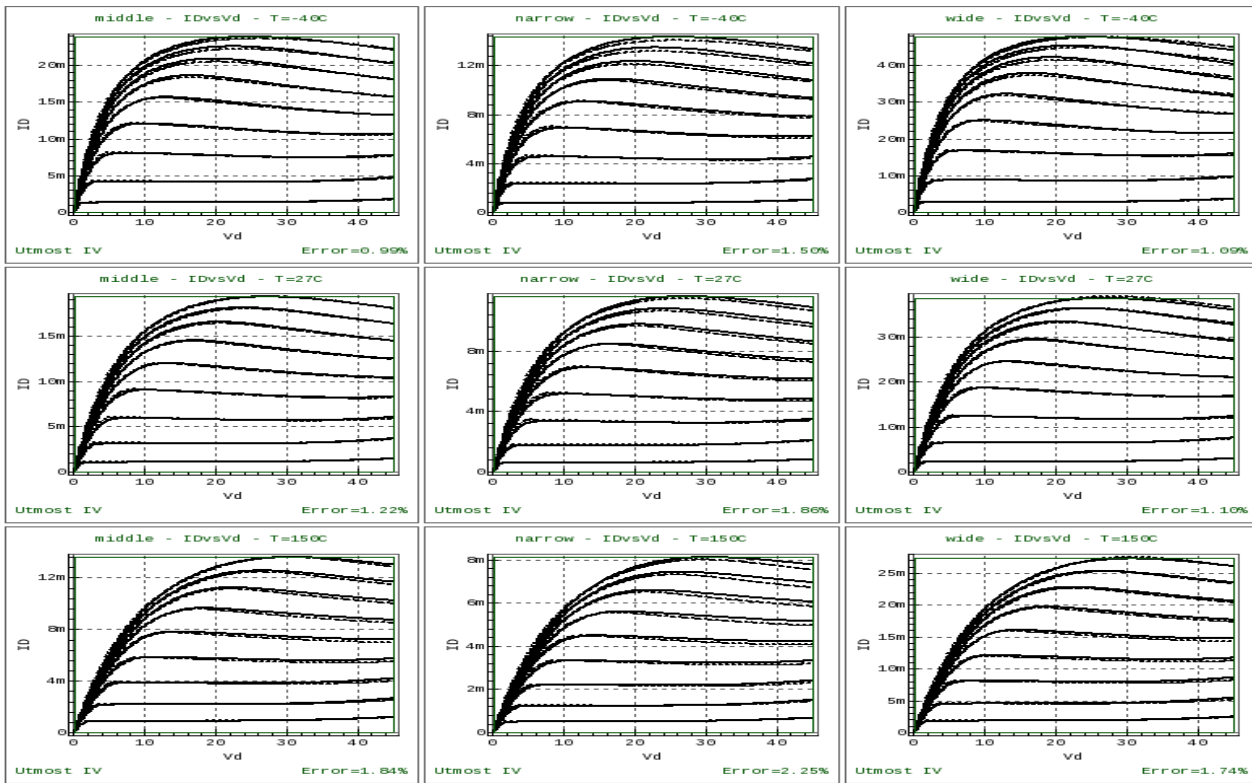 middle - IDvsVd - T=-40C
20m
15m
10m
5m
0
ID
0 10 20 30 40
Vd
Utmost IV Error=0.99%
narrow - IDvsVd - T=-40C
12m
8m
4m
0
ID
0 10 20 30 40
Vd
Utmost IV Error=1.50%
wide - IDvsVd - T=-40C
40m
30m
20m
10m
0
ID
0 10 20 30 40
Vd
Utmost IV Error=1.09%
middle - IDvsVd - T=27C
15m
10m
5m
0
ID
0 10 20 30 40
Vd
Utmost IV Error=1.22%
narrow - IDvsVd - T=27C
8m
4m
0
ID
0 10 20 30 40
Vd
Utmost IV Error=1.86%
wide - IDvsVd - T=27C
30m
20m
10m
0
ID
0 10 20 30 40
Vd
Utmost IV Error=1.10%
middle - IDvsVd - T=150C
12m
8m
4m
0
ID
0 10 20 30 40
Vd
Utmost IV Error=1.84%
narrow - IDvsVd - T=150C
8m
6m
4m
2m
0
ID
0 10 20 30 40
Vd
Utmost IV Error=2.25%
wide - IDvsVd - T=150C
25m
20m
15m
10m
5m
0
ID
0 10 20 30 40
Vd
Utmost IV Error=1.74%